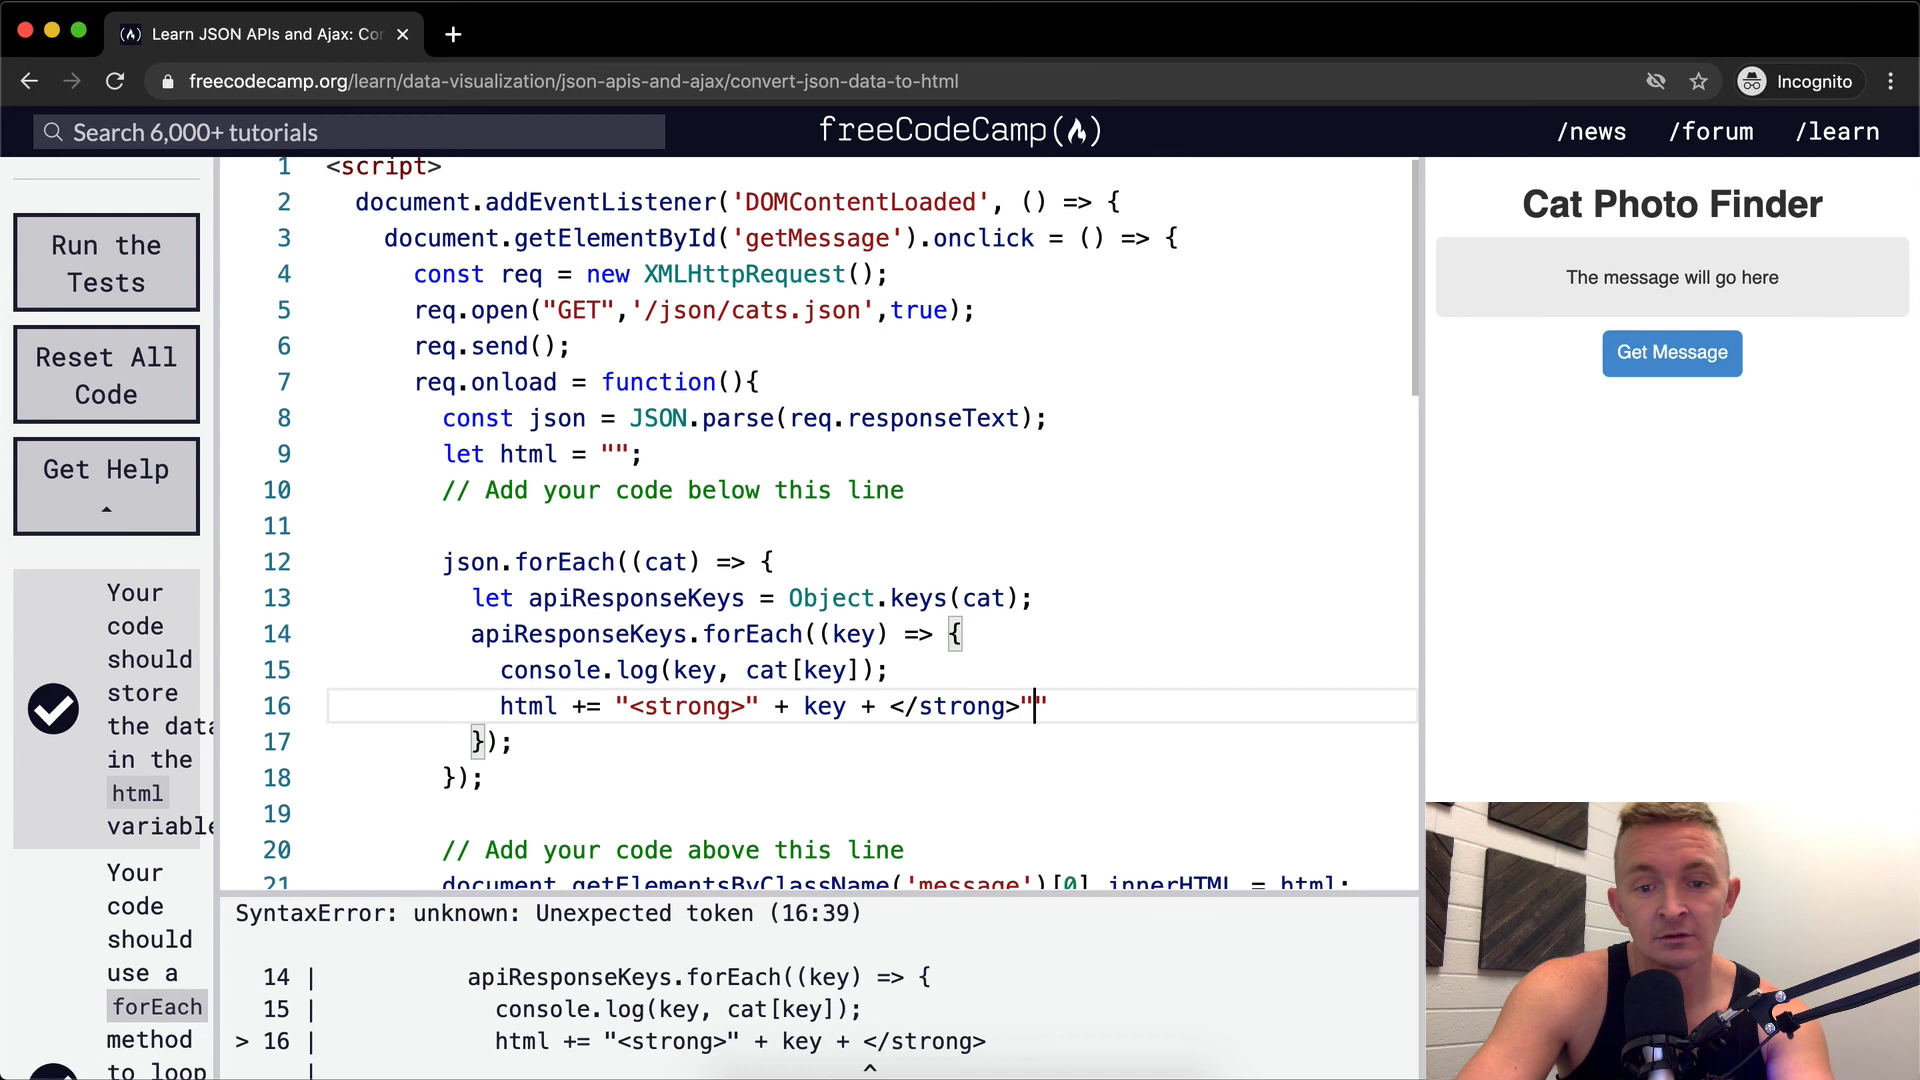 Learn JSON APIs and Ajax: Co
freecodecamp.org/learn/data-visualization/json-apis-and-ajax/convert-json-data-to-html
Incognito
Search 6,000+ tutorials
freeCodeCamp
/news
/forum
/learn
Run the
Tests
Reset All
Code
Get Help
Your
code
should
store
the data
in the
html
variable
Your
code
should
use a
forEach
method
to loop
1 <script>
2 document.addEventListener('DOMContentLoaded', () => {
3 document.getElementById('getMessage').onclick = () => {
4 const req = new XMLHttpRequest();
5 req.open("GET",'/json/cats.json',true);
6 req.send();
7 req.onload = function(){
8 const json = JSON.parse(req.responseText);
9 let html = "";
10 // Add your code below this line
11
12 json.forEach((cat) => {
13 let apiResponseKeys = Object.keys(cat);
14 apiResponseKeys.forEach((key) => {
15 console.log(key, cat[key]);
16 html += "<strong>" + key + </strong>""
17 });
18 });
19
20 // Add your code above this line
21 document.getElementsByClassName('message')[0].innerHTML = html;
SyntaxError: unknown: Unexpected token (16:39)
14 | apiResponseKeys.forEach((key) => {
15 | console.log(key, cat[key]);
> 16 | html += "<strong>" + key + </strong>
| ^
Cat Photo Finder
The message will go here
Get Message